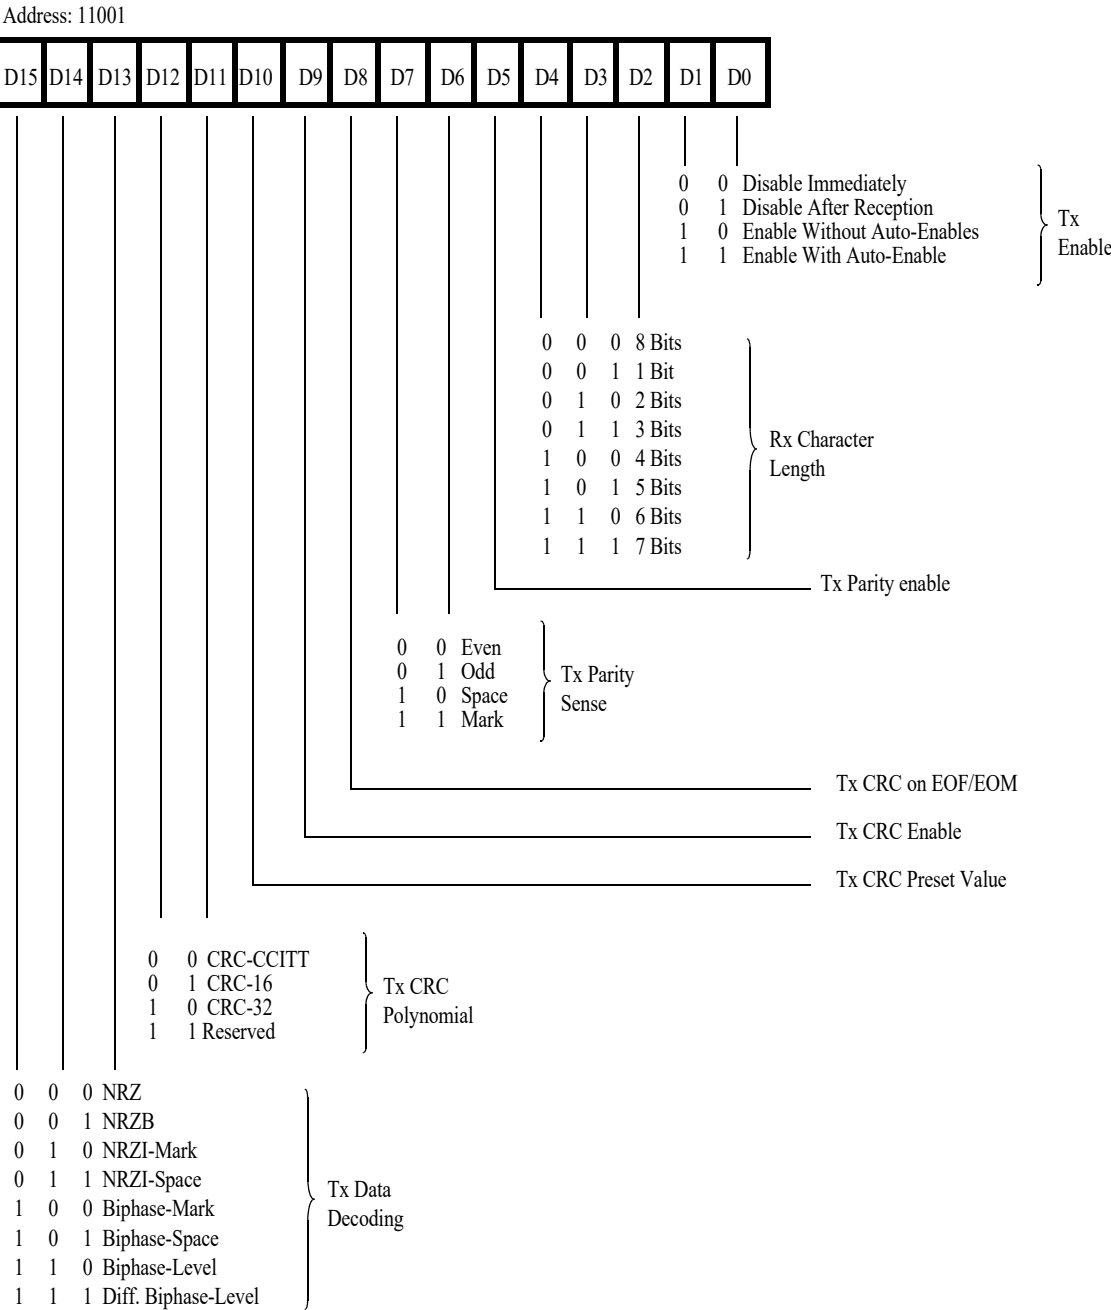 Address: 11001
D15 D14 D13 D12 D11 D10 D9 D8 D7 D6 D5 D4 D3 D2 D1 D0
0 0 Disable Immediately
0 1 Disable After Reception
1 0 Enable Without Auto-Enables
1 1 Enable With Auto-Enable
Tx
Enable
0 0 0 8 Bits
0 0 1 1 Bit
0 1 0 2 Bits
0 1 1 3 Bits
1 0 0 4 Bits
1 0 1 5 Bits
1 1 0 6 Bits
1 1 1 7 Bits
Rx Character
Length
Tx Parity enable
0 0 Even
0 1 Odd
1 0 Space
1 1 Mark
Tx Parity
Sense
Tx CRC on EOF/EOM
Tx CRC Enable
Tx CRC Preset Value
0 0 CRC-CCITT
0 1 CRC-16
1 0 CRC-32
1 1 Reserved
Tx CRC
Polynomial
0 0 0 NRZ
0 0 1 NRZB
0 1 0 NRZI-Mark
0 1 1 NRZI-Space
1 0 0 Biphase-Mark
1 0 1 Biphase-Space
1 1 0 Biphase-Level
1 1 1 Diff. Biphase-Level
Tx Data
Decoding